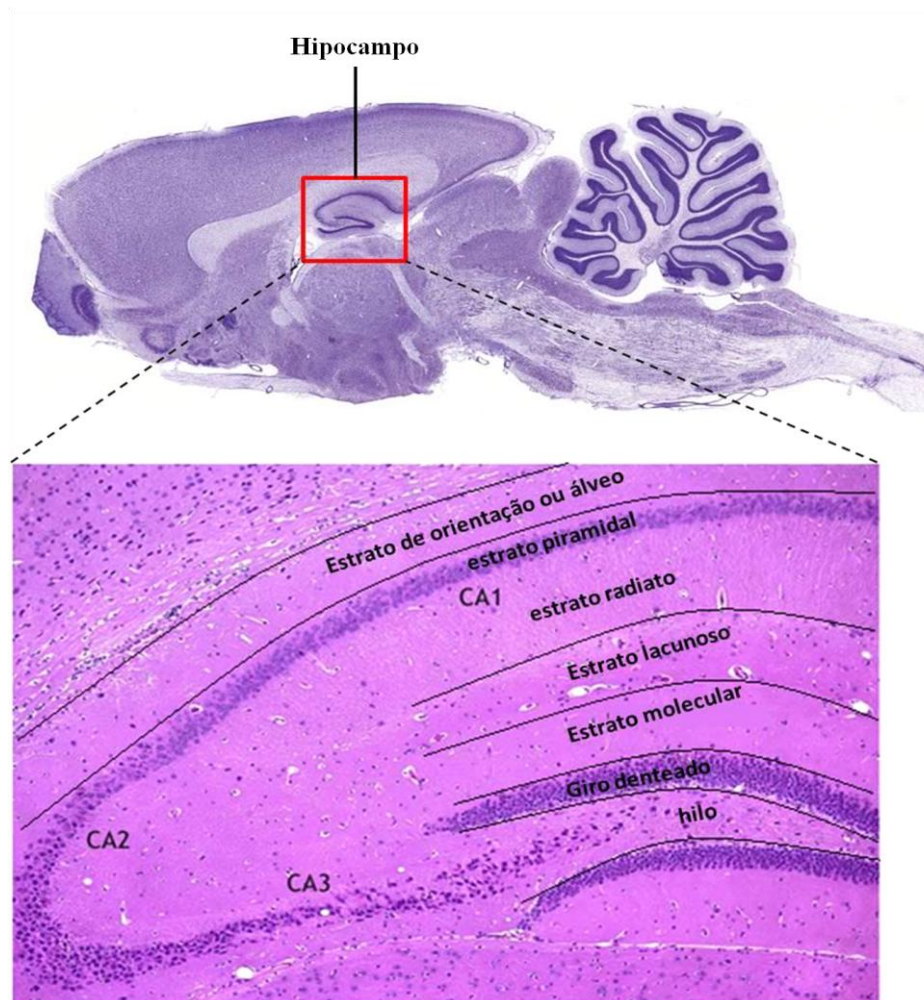 Hipocampo
Estrato de orientação ou álveo
estrato piramidal
CA1
estrato radiato
Estrato lacunoso
Estrato molecular
Giro denteado
hilo
CA2
CA3